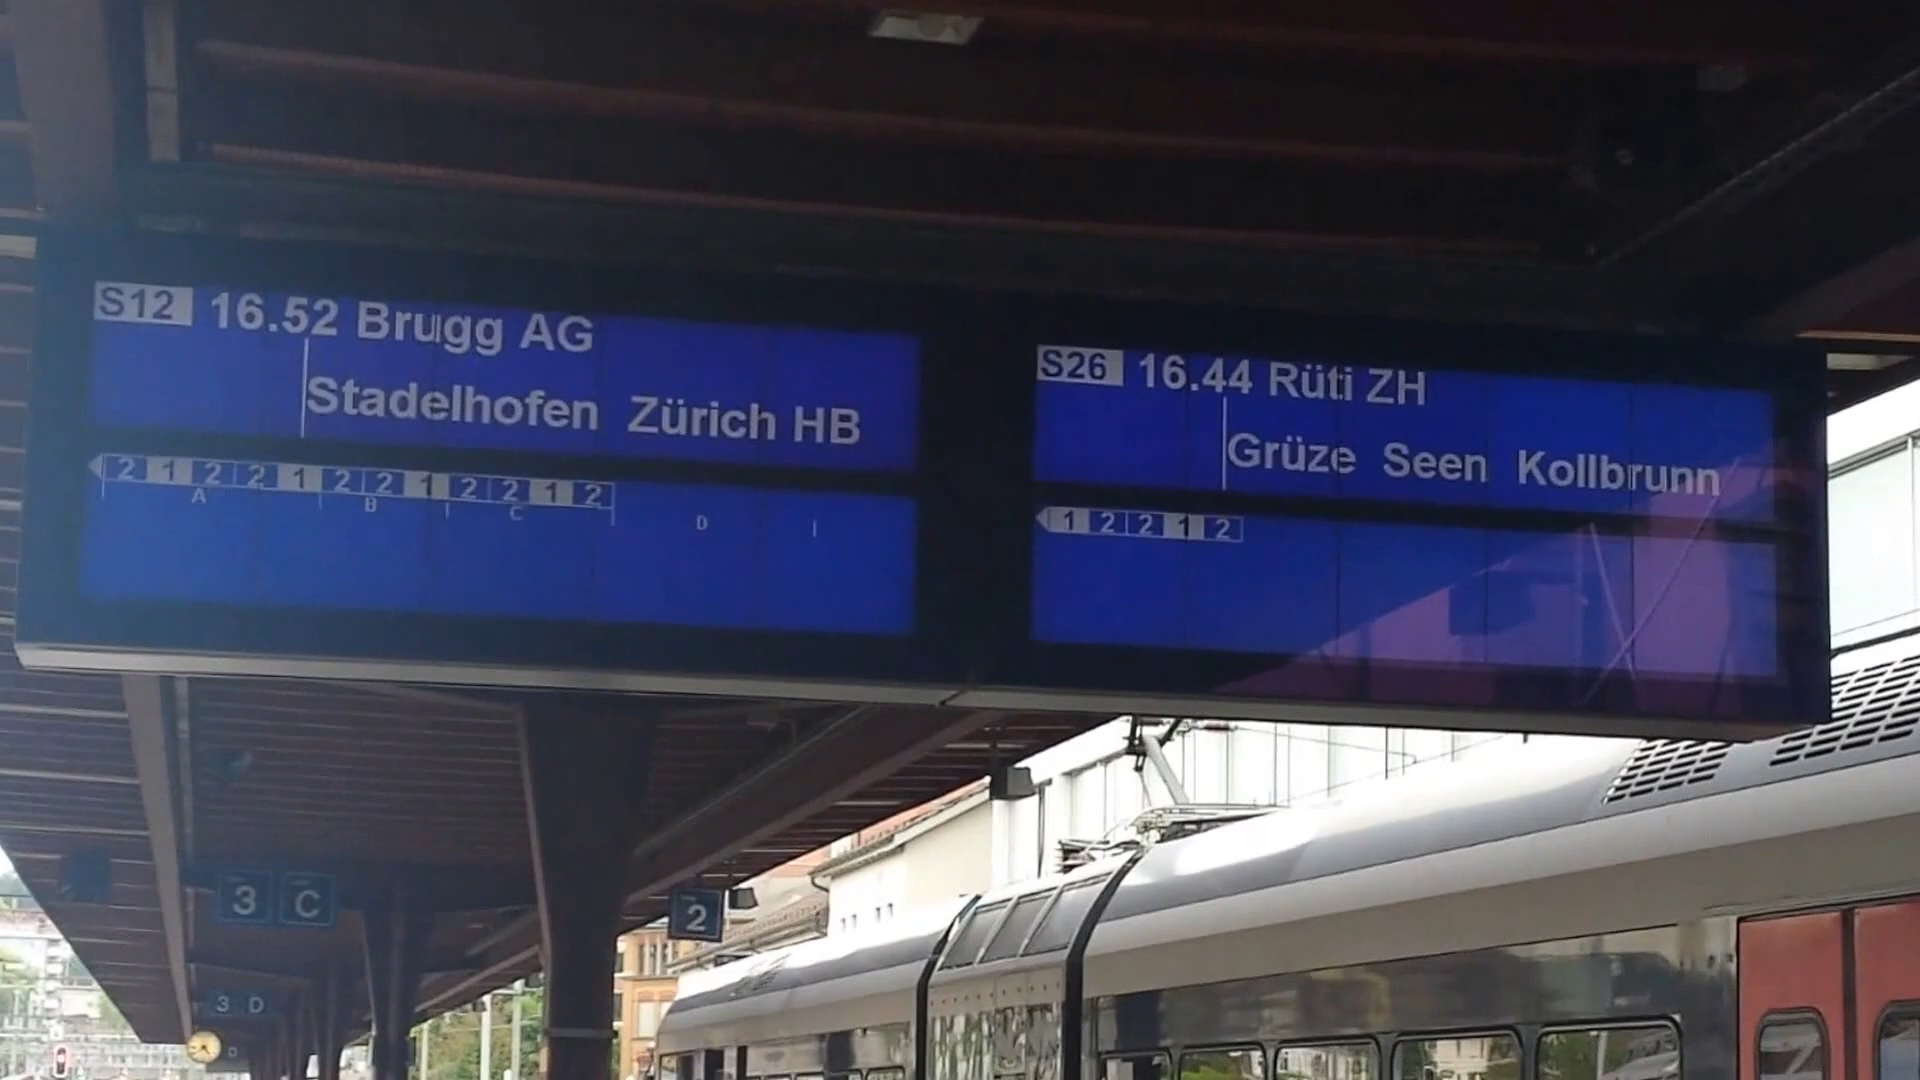 S12 16.52 Brugg AG
Stadelhofen Zürich HB
2 1 2 2 1 2 2 1 2 2 1 2
A B C D
S26 16.44 Rüti ZH
Grüze Seen Kollbrunn
1 2 2 1 2
3 C
2
3 D